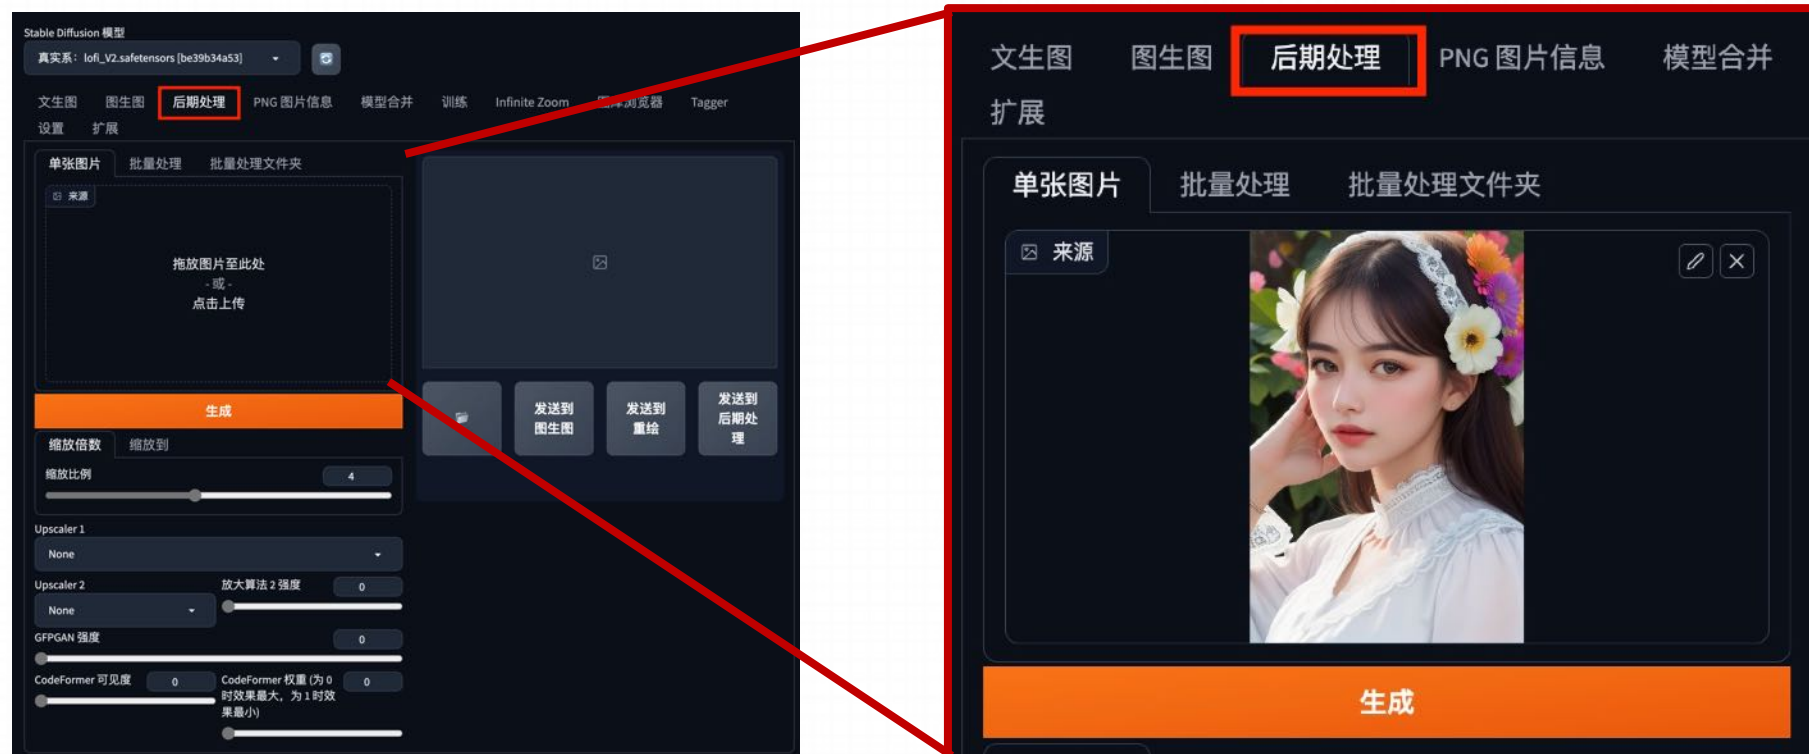 Stable Diffusion 模型
真实系：lofi_V2.safetensors [be39b34a53]
文生图 图生图 后期处理 PNG 图片信息 模型合并 训练 Infinite Zoom 图库浏览器 Tagger
设置 扩展
单张图片 批量处理 批量处理文件夹
来源
拖放图片至此处
- 或 -
点击上传
生成
发送到
图生图
发送到
重绘
发送到
后期处
理
缩放倍数 缩放到
缩放比例 4
Upscaler 1
None
Upscaler 2 放大算法 2 强度 0
None
GFPGAN 强度 0
CodeFormer 可见度 0 CodeFormer 权重 (为 0 0
时效果最大，为 1 时效
果最小)
文生图 图生图 后期处理 PNG 图片信息 模型合并
扩展
单张图片 批量处理 批量处理文件夹
来源
生成